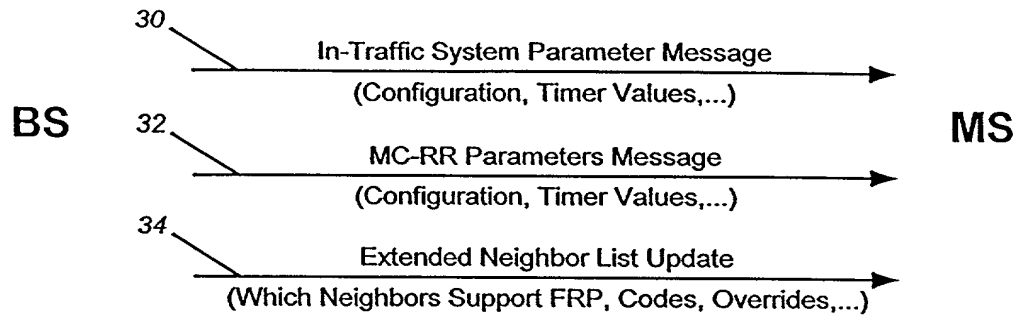 30
In-Traffic System Parameter Message
(Configuration, Timer Values,...)
BS
MS
32
MC-RR Parameters Message
(Configuration, Timer Values,...)
34
Extended Neighbor List Update
(Which Neighbors Support FRP, Codes, Overrides,...)